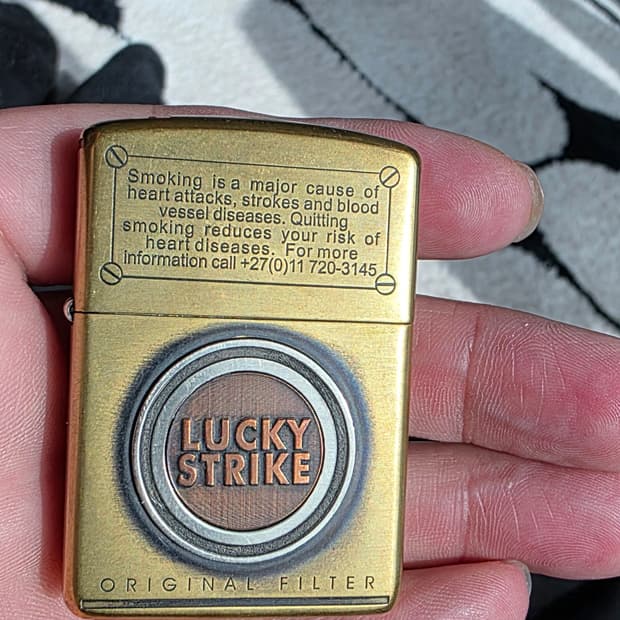 Smoking is a major cause of
heart attacks, strokes and blood
vessel diseases. Quitting
smoking reduces your risk of
heart diseases. For more
information call +27(0)11 720-3145
LUCKY
STRIKE
ORIGINAL FILTER